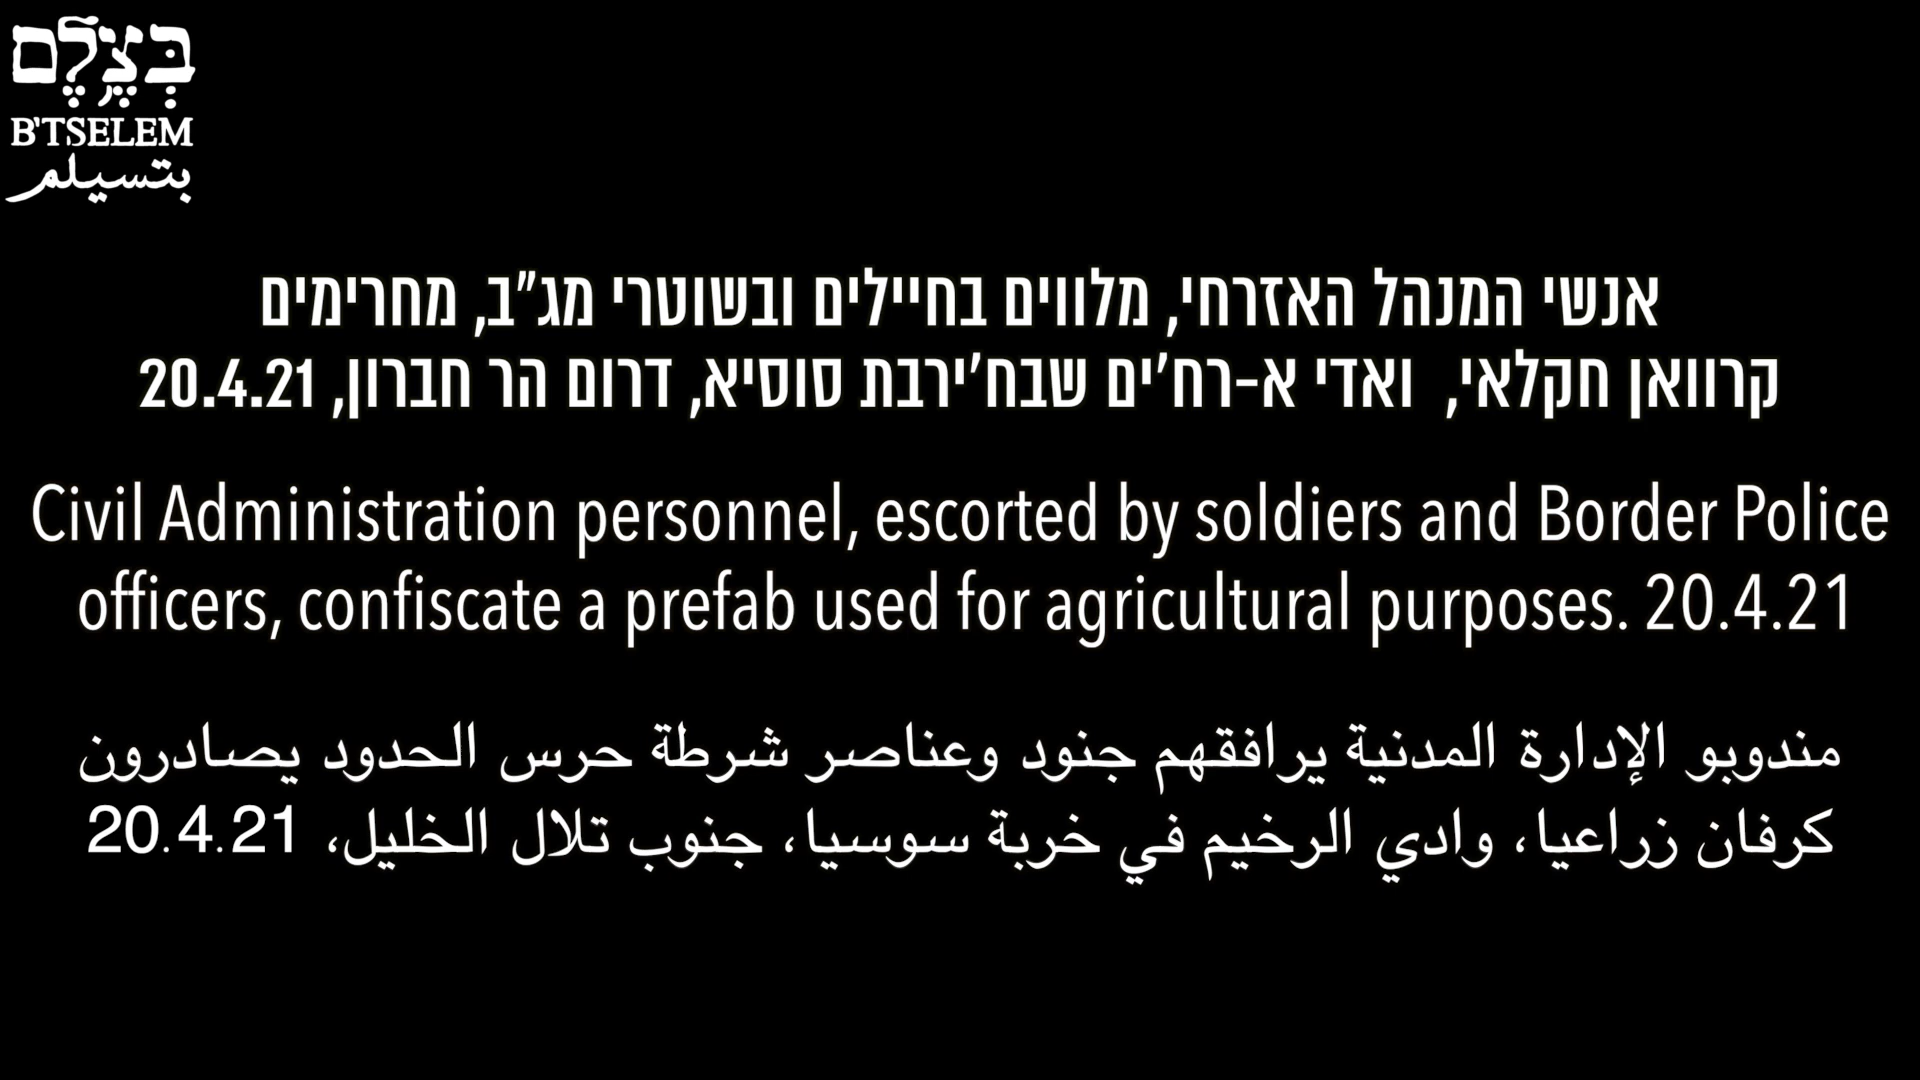 בְּצֶלֶם
B'TSELEM
بتسيلم
אנשי המנהל האזרחי, מלווים בחיילים ובשוטרי מג"ב, מחרימים
קרוואן חקלאי, ואדי א-רח'ים שבח'ירבת סוסיא, דרום הר חברון, 20.4.21
Civil Administration personnel, escorted by soldiers and Border Police
officers, confiscate a prefab used for agricultural purposes. 20.4.21
مندوبو الإدارة المدنية يرافقهم جنود وعناصر شرطة حرس الحدود يصادرون
كرفان زراعيا، وادي الرخيم في خربة سوسيا، جنوب تلال الخليل، 20.4.21